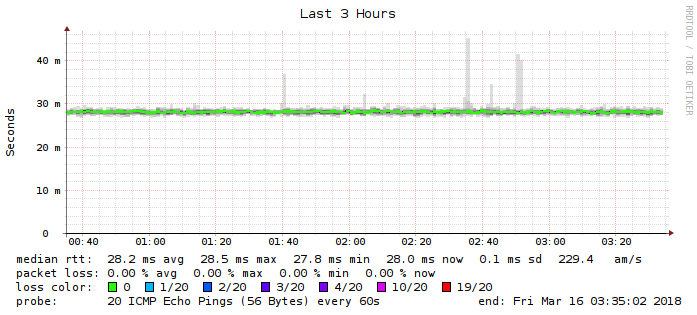 Last 3 Hours
RRDTOOL / TOBI OETIKER
Seconds
40 m
30 m
20 m
10 m
0
00:40 01:00 01:20 01:40 02:00 02:20 02:40 03:00 03:20
median rtt: 28.2 ms avg 28.5 ms max 27.8 ms min 28.0 ms now 0.1 ms sd 229.4 am/s
packet loss: 0.00 % avg 0.00 % max 0.00 % min 0.00 % now
loss color: 0 1/20 2/20 3/20 4/20 10/20 19/20
probe: 20 ICMP Echo Pings (56 Bytes) every 60s end: Fri Mar 16 03:35:02 2018